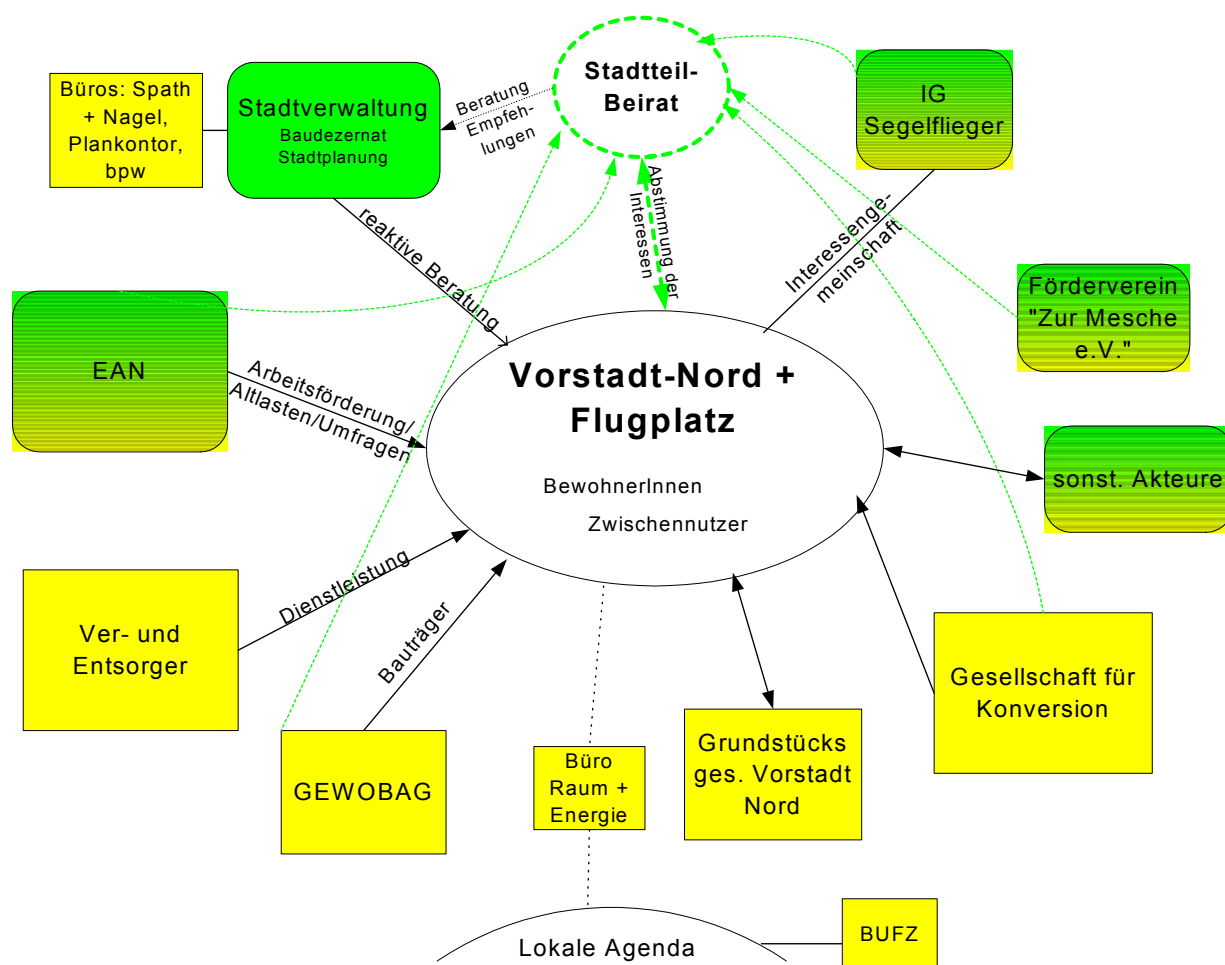 Stadtteil-
Beirat
Büros: Spath
+ Nagel,
Plankontor,
bpw
Stadtverwaltung
Baudezernat
Stadtplanung
Beratung
Empfeh-
lungen
IG
Segelflieger
reaktive Beratung
Abstimmung der
Interessen
Interessenge-
meinschaft
Förderverein
"Zur Mesche
e.V."
EAN
Arbeitsförderung/
Altlasten/Umfragen
Vorstadt-Nord +
Flugplatz
BewohnerInnen
Zwischennutzer
sonst. Akteure
Dienstleistung
Ver- und
Entsorger
Bauträger
GEWOBAG
Büro
Raum +
Energie
Grundstücks
ges. Vorstadt
Nord
Gesellschaft für
Konversion
Lokale Agenda
BUFZ